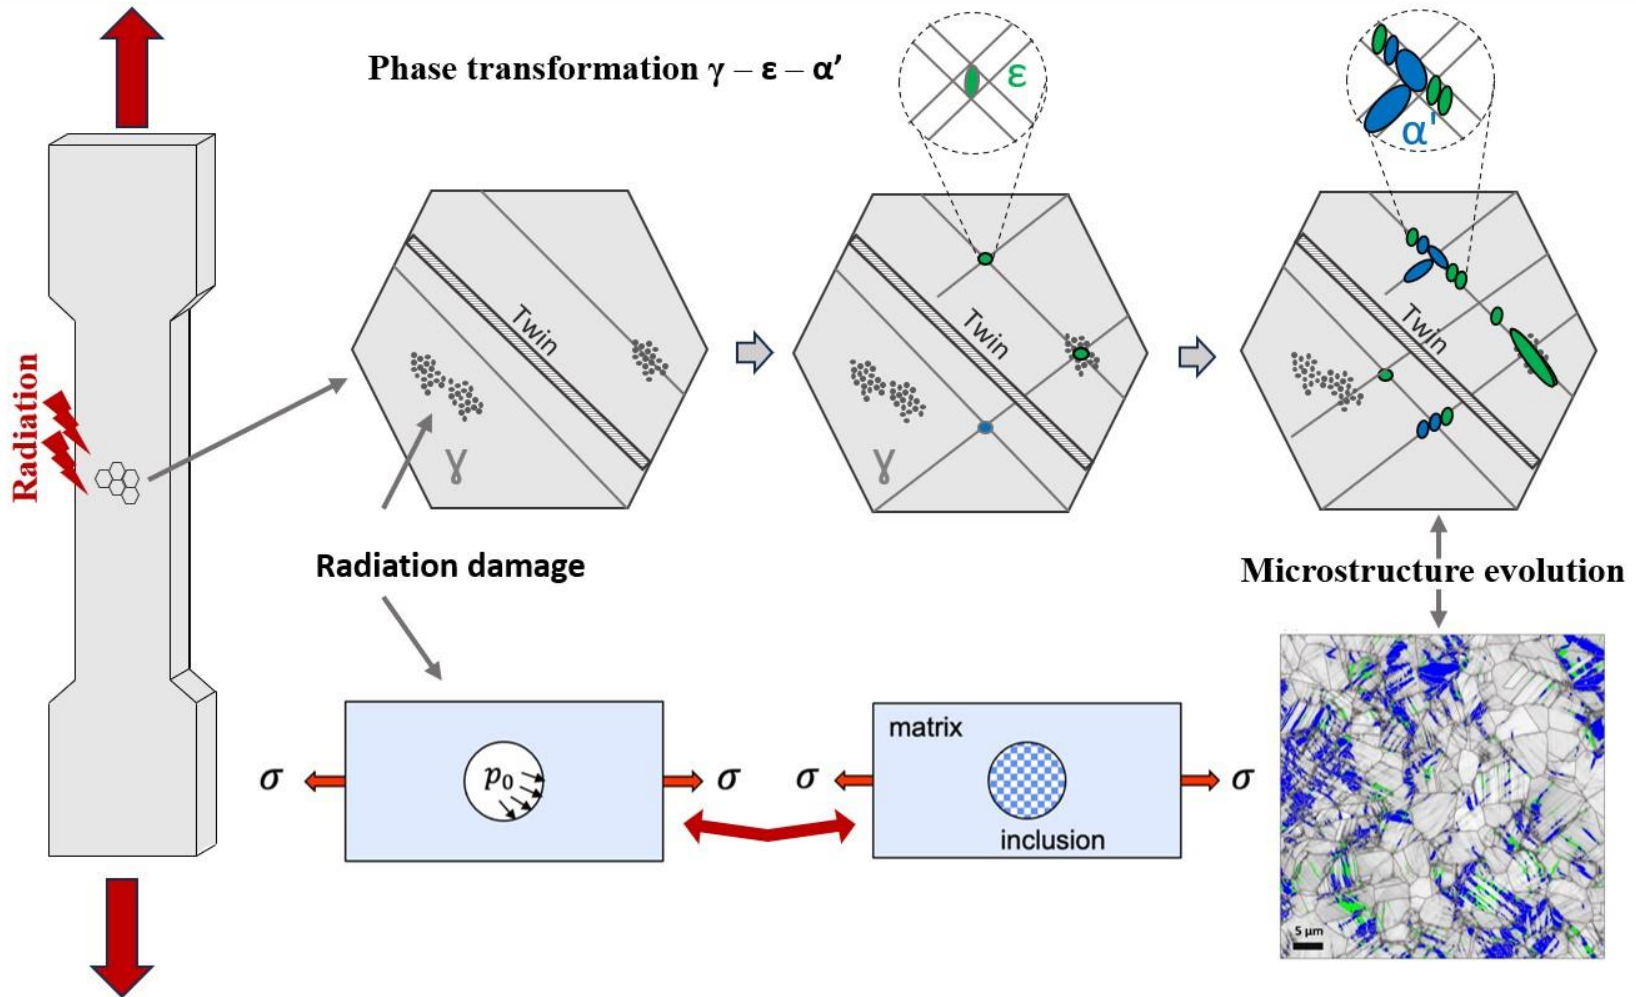 Phase transformation γ – ε – α’
ε
α'
Radiation
Twin
γ
Twin
γ
Twin
Radiation damage
Microstructure evolution
σ
p₀
σ
σ
matrix
inclusion
σ
5 µm